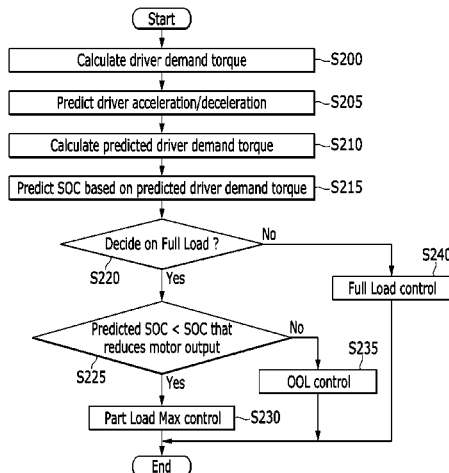 Start
Calculate driver demand torque
S200
Predict driver acceleration/deceleration
S205
Calculate predicted driver demand torque
S210
Predict SOC based on predicted driver demand torque
S215
Decide on Full Load ?
No
S220
Yes
S240
Full Load control
Predicted SOC < SOC that
reduces motor output
No
S225
Yes
S235
OOL control
Part Load Max control
S230
End